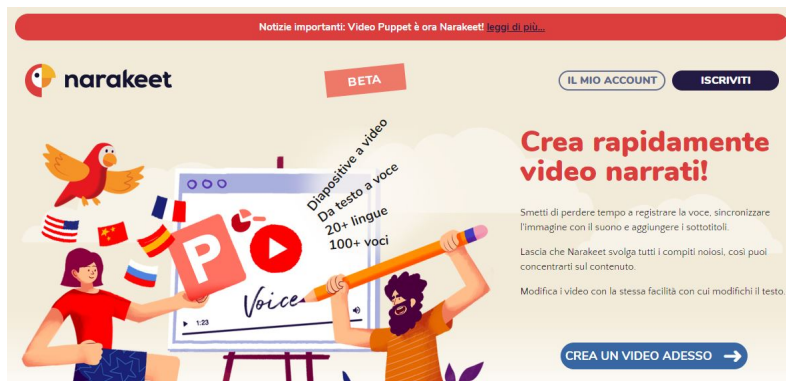 Notizie importanti: Video Puppet è ora Narakeet! leggi di più...
narakeet
BETA
IL MIO ACCOUNT
ISCRIVITI
Diapositive a video
Da testo a voce
20+ lingue
100+ voci
P
Voice
1:23
Crea rapidamente
video narrati!
Smetti di perdere tempo a registrare la voce, sincronizzare
l'immagine con il suono e aggiungere i sottotitoli.
Lascia che Narakeet svolga tutti i compiti noiosi, così puoi
concentrarti sul contenuto.
Modifica i video con la stessa facilità con cui modifichi il testo.
CREA UN VIDEO ADESSO